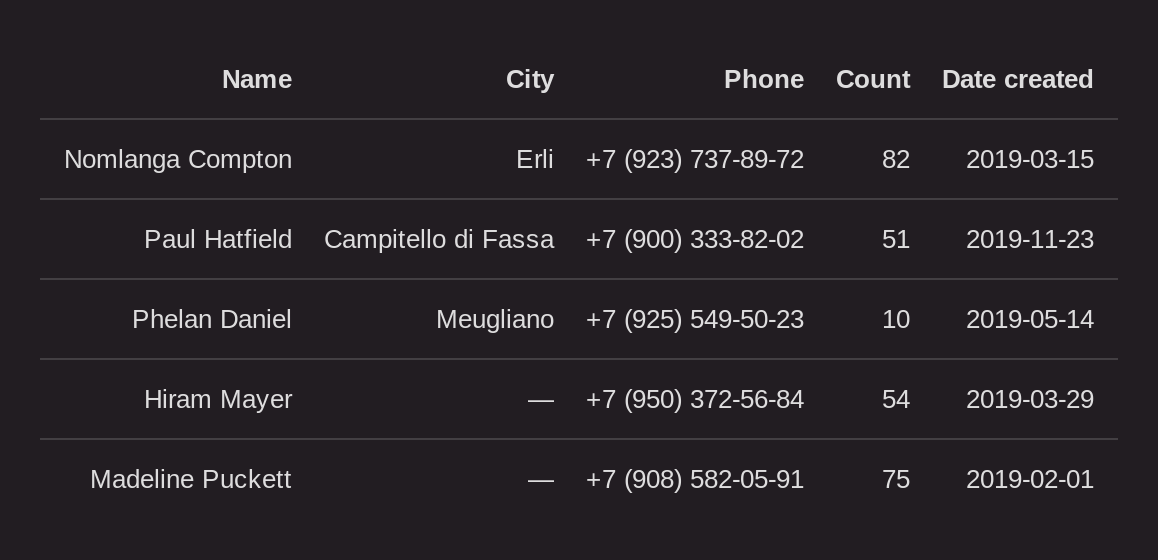 Name City Phone Count Date created
Nomlanga Compton Erli +7 (923) 737-89-72 82 2019-03-15
Paul Hatfield Campitello di Fassa +7 (900) 333-82-02 51 2019-11-23
Phelan Daniel Meugliano +7 (925) 549-50-23 10 2019-05-14
Hiram Mayer — +7 (950) 372-56-84 54 2019-03-29
Madeline Puckett — +7 (908) 582-05-91 75 2019-02-01